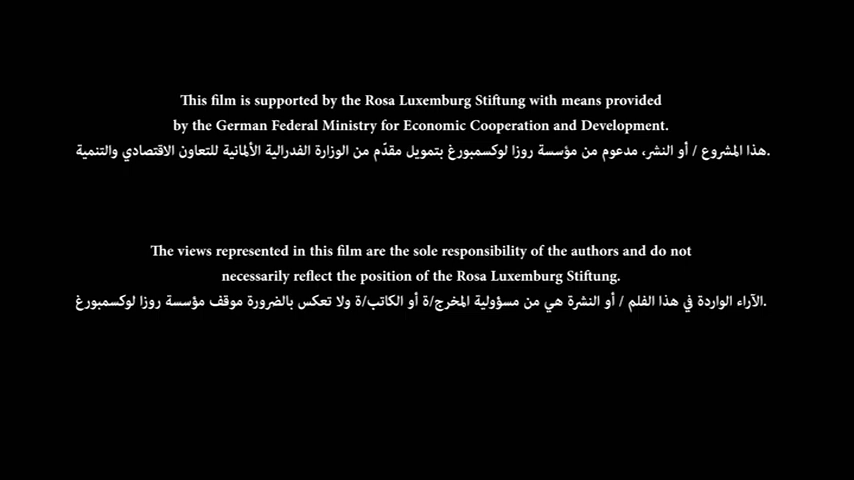 This film is supported by the Rosa Luxemburg Stiftung with means provided
by the German Federal Ministry for Economic Cooperation and Development.
هذا المشروع / أو النشر، مدعوم من مؤسسة روزا لوكسمبورغ بتمويل مقدّم من الوزارة الفدرالية الألمانية للتعاون الاقتصادي والتنمية.
The views represented in this film are the sole responsibility of the authors and do not
necessarily reflect the position of the Rosa Luxemburg Stiftung.
الآراء الواردة في هذا الفلم / أو النشرة هي من مسؤولية المخرج/ة أو الكاتب/ة ولا تعكس بالضرورة موقف مؤسسة روزا لوكسمبورغ.